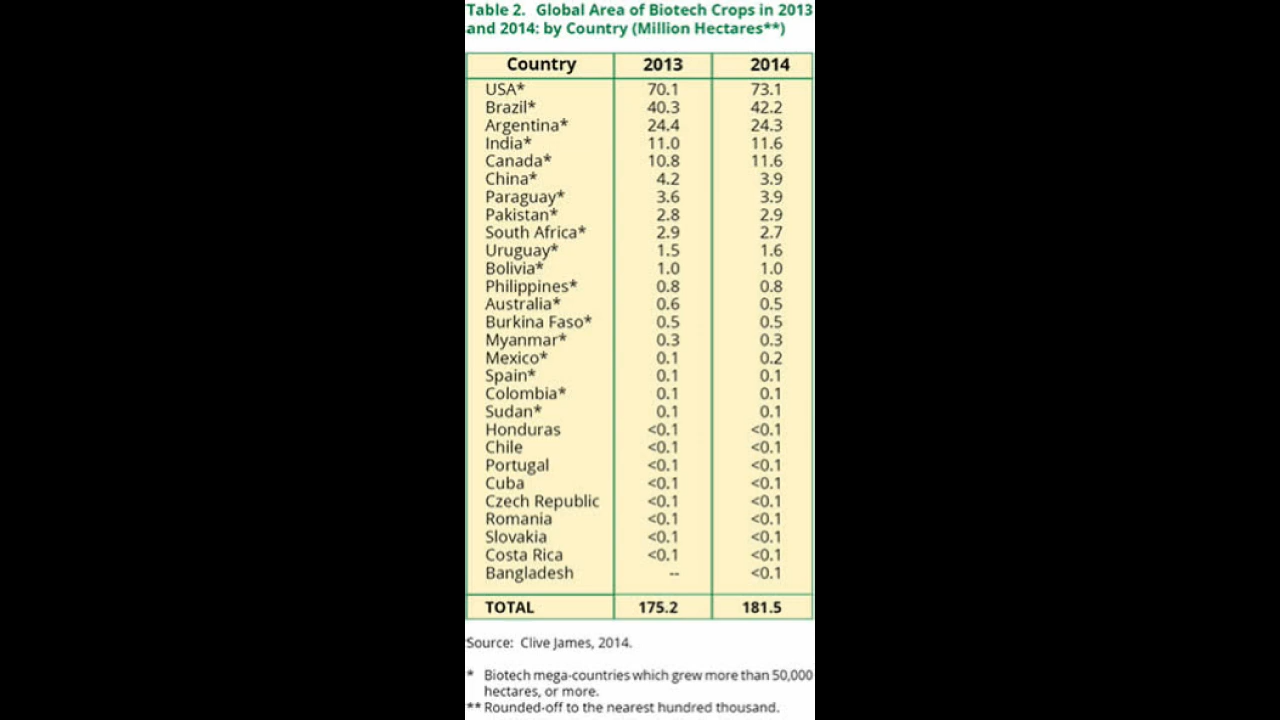 Table 2. Global Area of Biotech Crops in 2013
and 2014: by Country (Million Hectares**)
Country 2013 2014
USA* 70.1 73.1
Brazil* 40.3 42.2
Argentina* 24.4 24.3
India* 11.0 11.6
Canada* 10.8 11.6
China* 4.2 3.9
Paraguay* 3.6 3.9
Pakistan* 2.8 2.9
South Africa* 2.9 2.7
Uruguay* 1.5 1.6
Bolivia* 1.0 1.0
Philippines* 0.8 0.8
Australia* 0.6 0.5
Burkina Faso* 0.5 0.5
Myanmar* 0.3 0.3
Mexico* 0.1 0.2
Spain* 0.1 0.1
Colombia* 0.1 0.1
Sudan* 0.1 0.1
Honduras <0.1 <0.1
Chile <0.1 <0.1
Portugal <0.1 <0.1
Cuba <0.1 <0.1
Czech Republic <0.1 <0.1
Romania <0.1 <0.1
Slovakia <0.1 <0.1
Costa Rica <0.1 <0.1
Bangladesh -- <0.1
TOTAL 175.2 181.5
Source: Clive James, 2014.
* Biotech mega-countries which grew more than 50,000
hectares, or more.
** Rounded-off to the nearest hundred thousand.